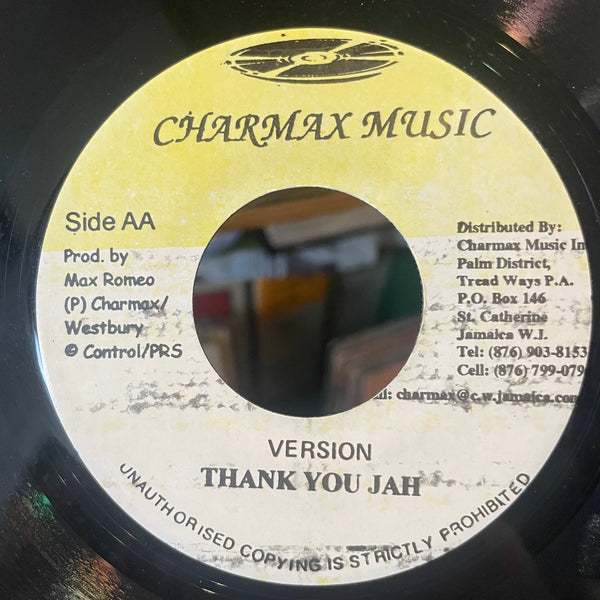 CHARMAX MUSIC
Side AA
Prod. by
Max Romeo
(P) Charmax/
Westbury
© Control/PRS
Distributed By:
Charmax Music In
Palm District,
Tread Ways P.A.
P.O. Box 146
St. Catherine
Jamaica W.I.
Tel: (876) 903-8153
Cell: (876) 799-079
charmax@c.w.jamaica.com
VERSION
THANK YOU JAH
UNAUTHORISED COPYING IS STRICTLY PROHIBITED